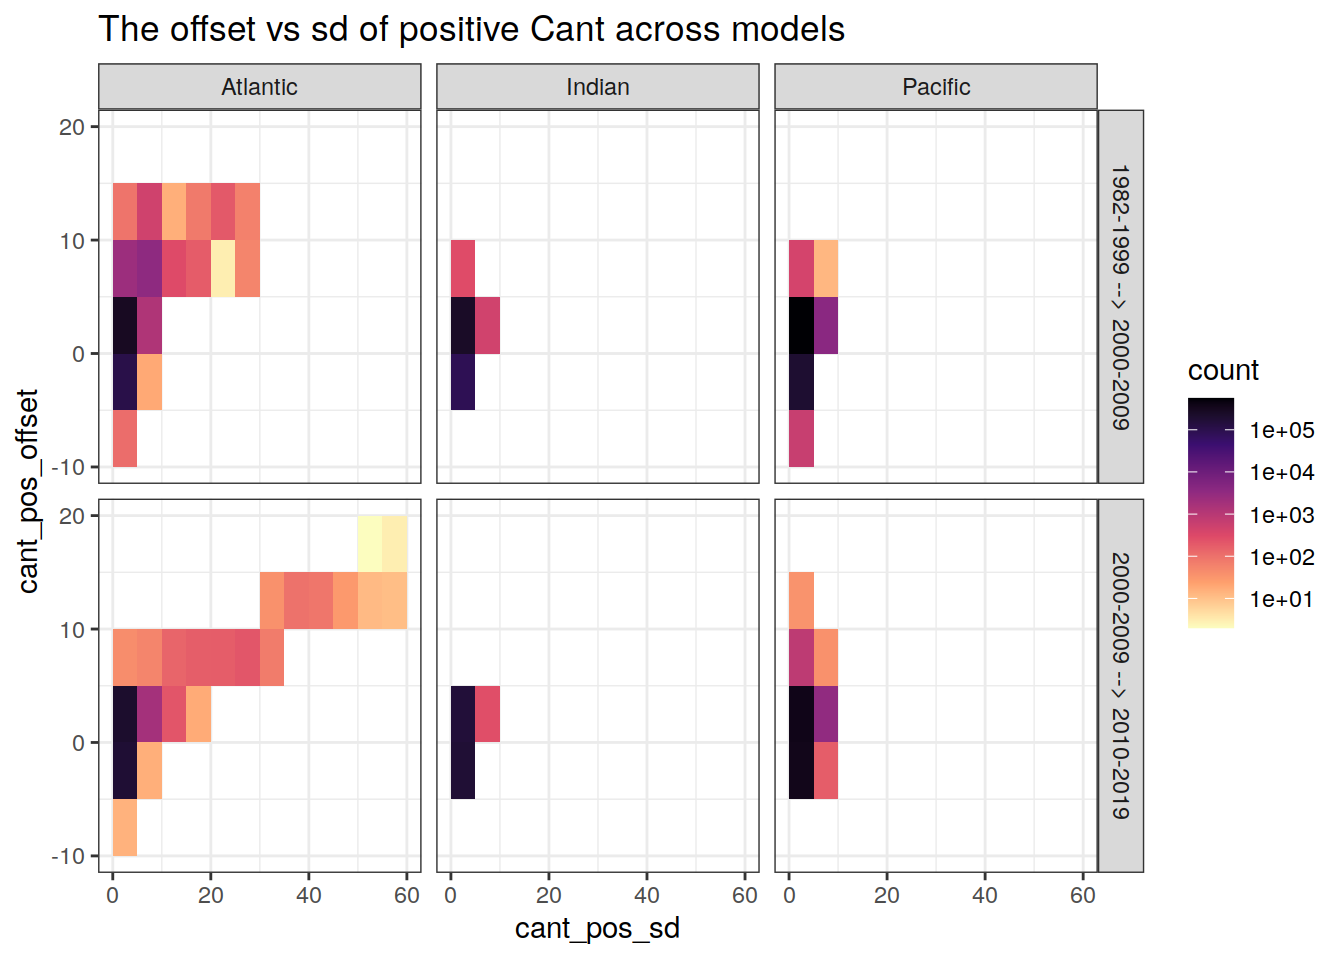 The offset vs sd of positive Cant across models
Atlantic
Indian
Pacific
20
10
0
-10
1982-1999 --> 2000-2009
20
10
0
-10
2000-2009 --> 2010-2019
cant_pos_offset
0
20
40
60
0
20
40
60
0
20
40
60
cant_pos_sd
count
1e+05
1e+04
1e+03
1e+02
1e+01